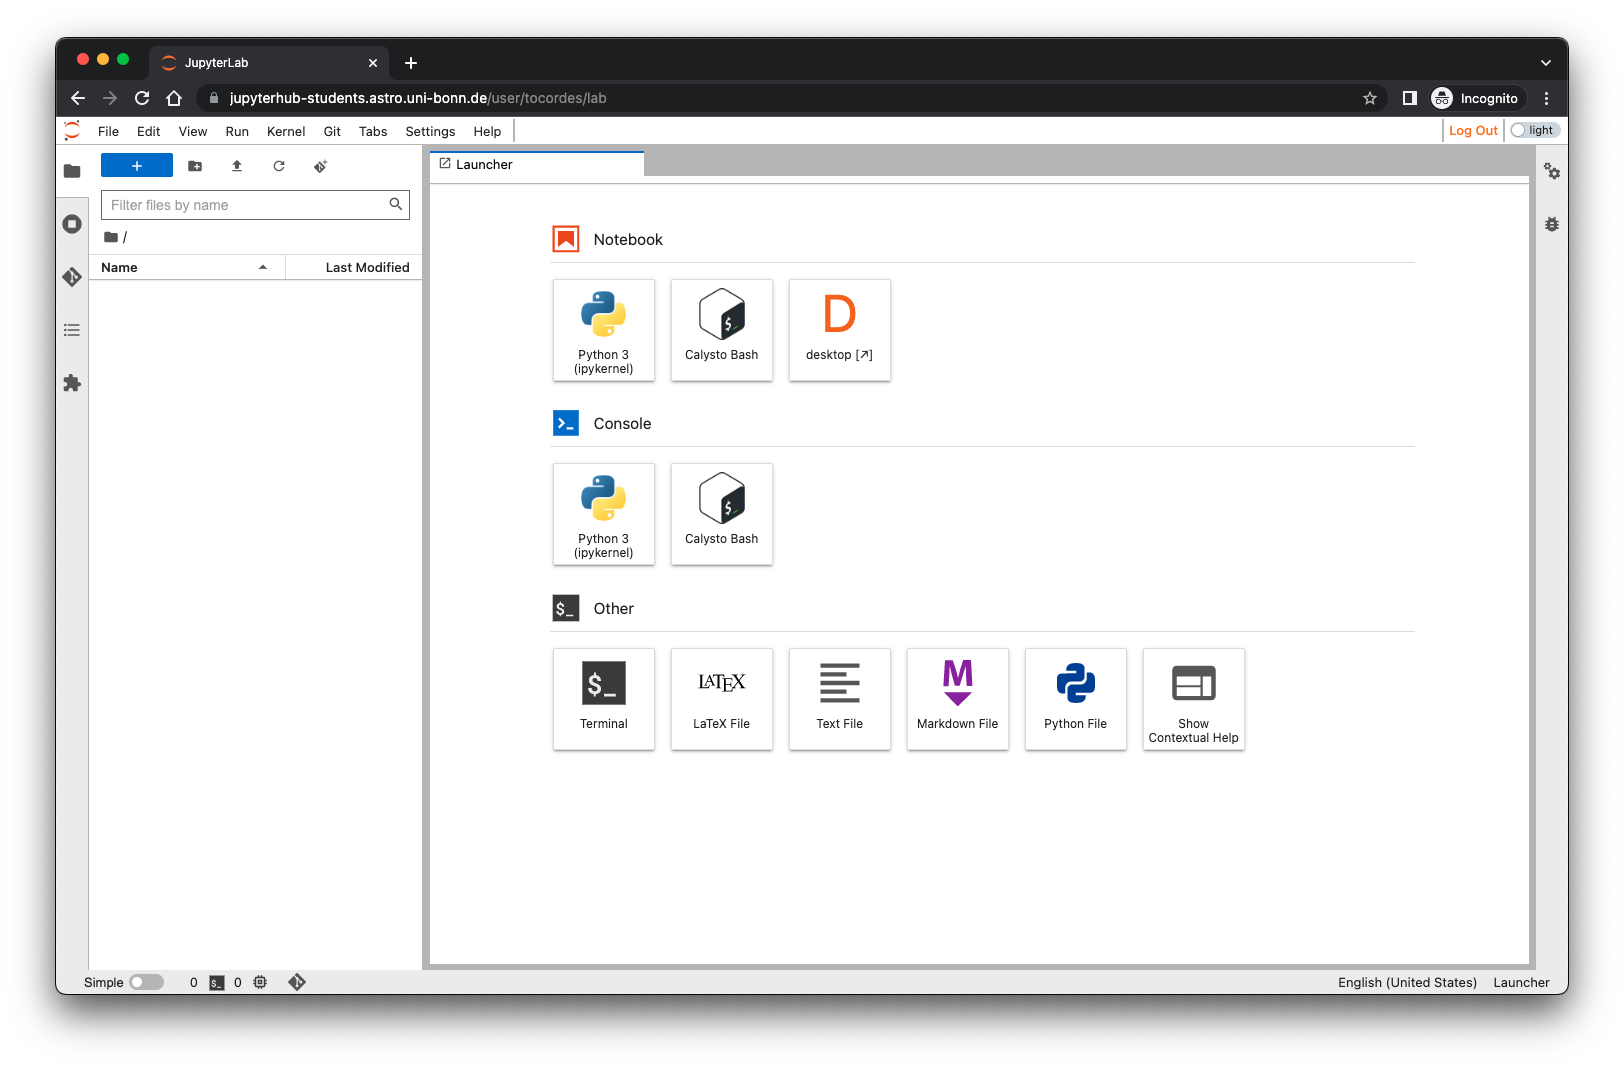 JupyterLab
jupyterhub-students.astro.uni-bonn.de/user/tocordes/lab
Incognito
File Edit View Run Kernel Git Tabs Settings Help
Log Out
light
Launcher
Filter files by name
/
Name
Last Modified
Notebook
Python 3
(ipykernel)
$_
Calysto Bash
D
desktop [↗]
Console
Python 3
(ipykernel)
$_
Calysto Bash
$_
Other
$_
Terminal
LATEX
LaTeX File
Text File
M
Markdown File
Python File
Show
Contextual Help
Simple
0
$_
0
English (United States)
Launcher